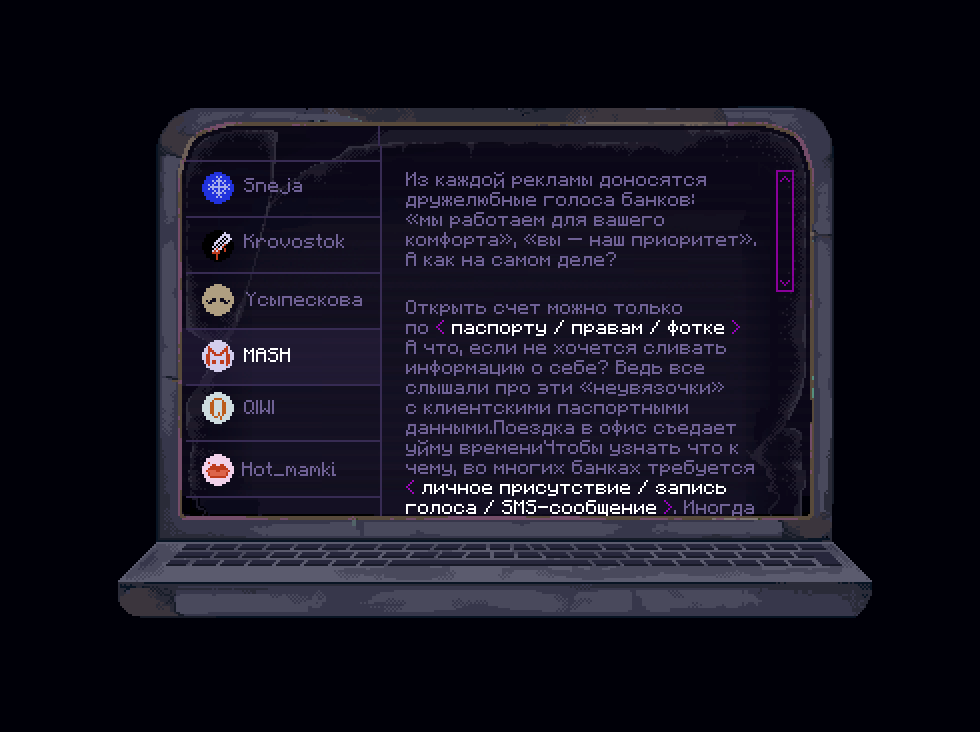 Sneja
Krovostok
Усыпескова
MASH
QIWI
Hot_mamki
Из каждой рекламы доносятся
дружелюбные голоса банков:
«мы работаем для вашего
комфорта», «вы — наш приоритет».
А как на самом деле?
Открыть счет можно только
по < паспорту / правам / фотке >
А что, если не хочется сливать
информацию о себе? Ведь все
слышали про эти «неувязочки»
с клиентскими паспортными
данными.Поездка в офис съедает
уйму времениЧтобы узнать что к
чему, во многих банках требуется
< личное присутствие / запись
голоса / SMS-сообщение >. Иногда